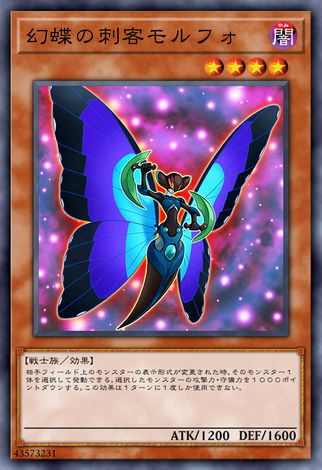 幻蝶の刺客モルフォ
やみ
闇
【戦士族／効果】
相手フィールド上のモンスターの表示形式が変更された時、そのモンスター１
体を選択して発動できる。選択したモンスターの攻撃力・守備力を１０００ポイ
ントダウンする。この効果は１ターンに１度しか使用できない。
ATK/1200 DEF/1600
43573231